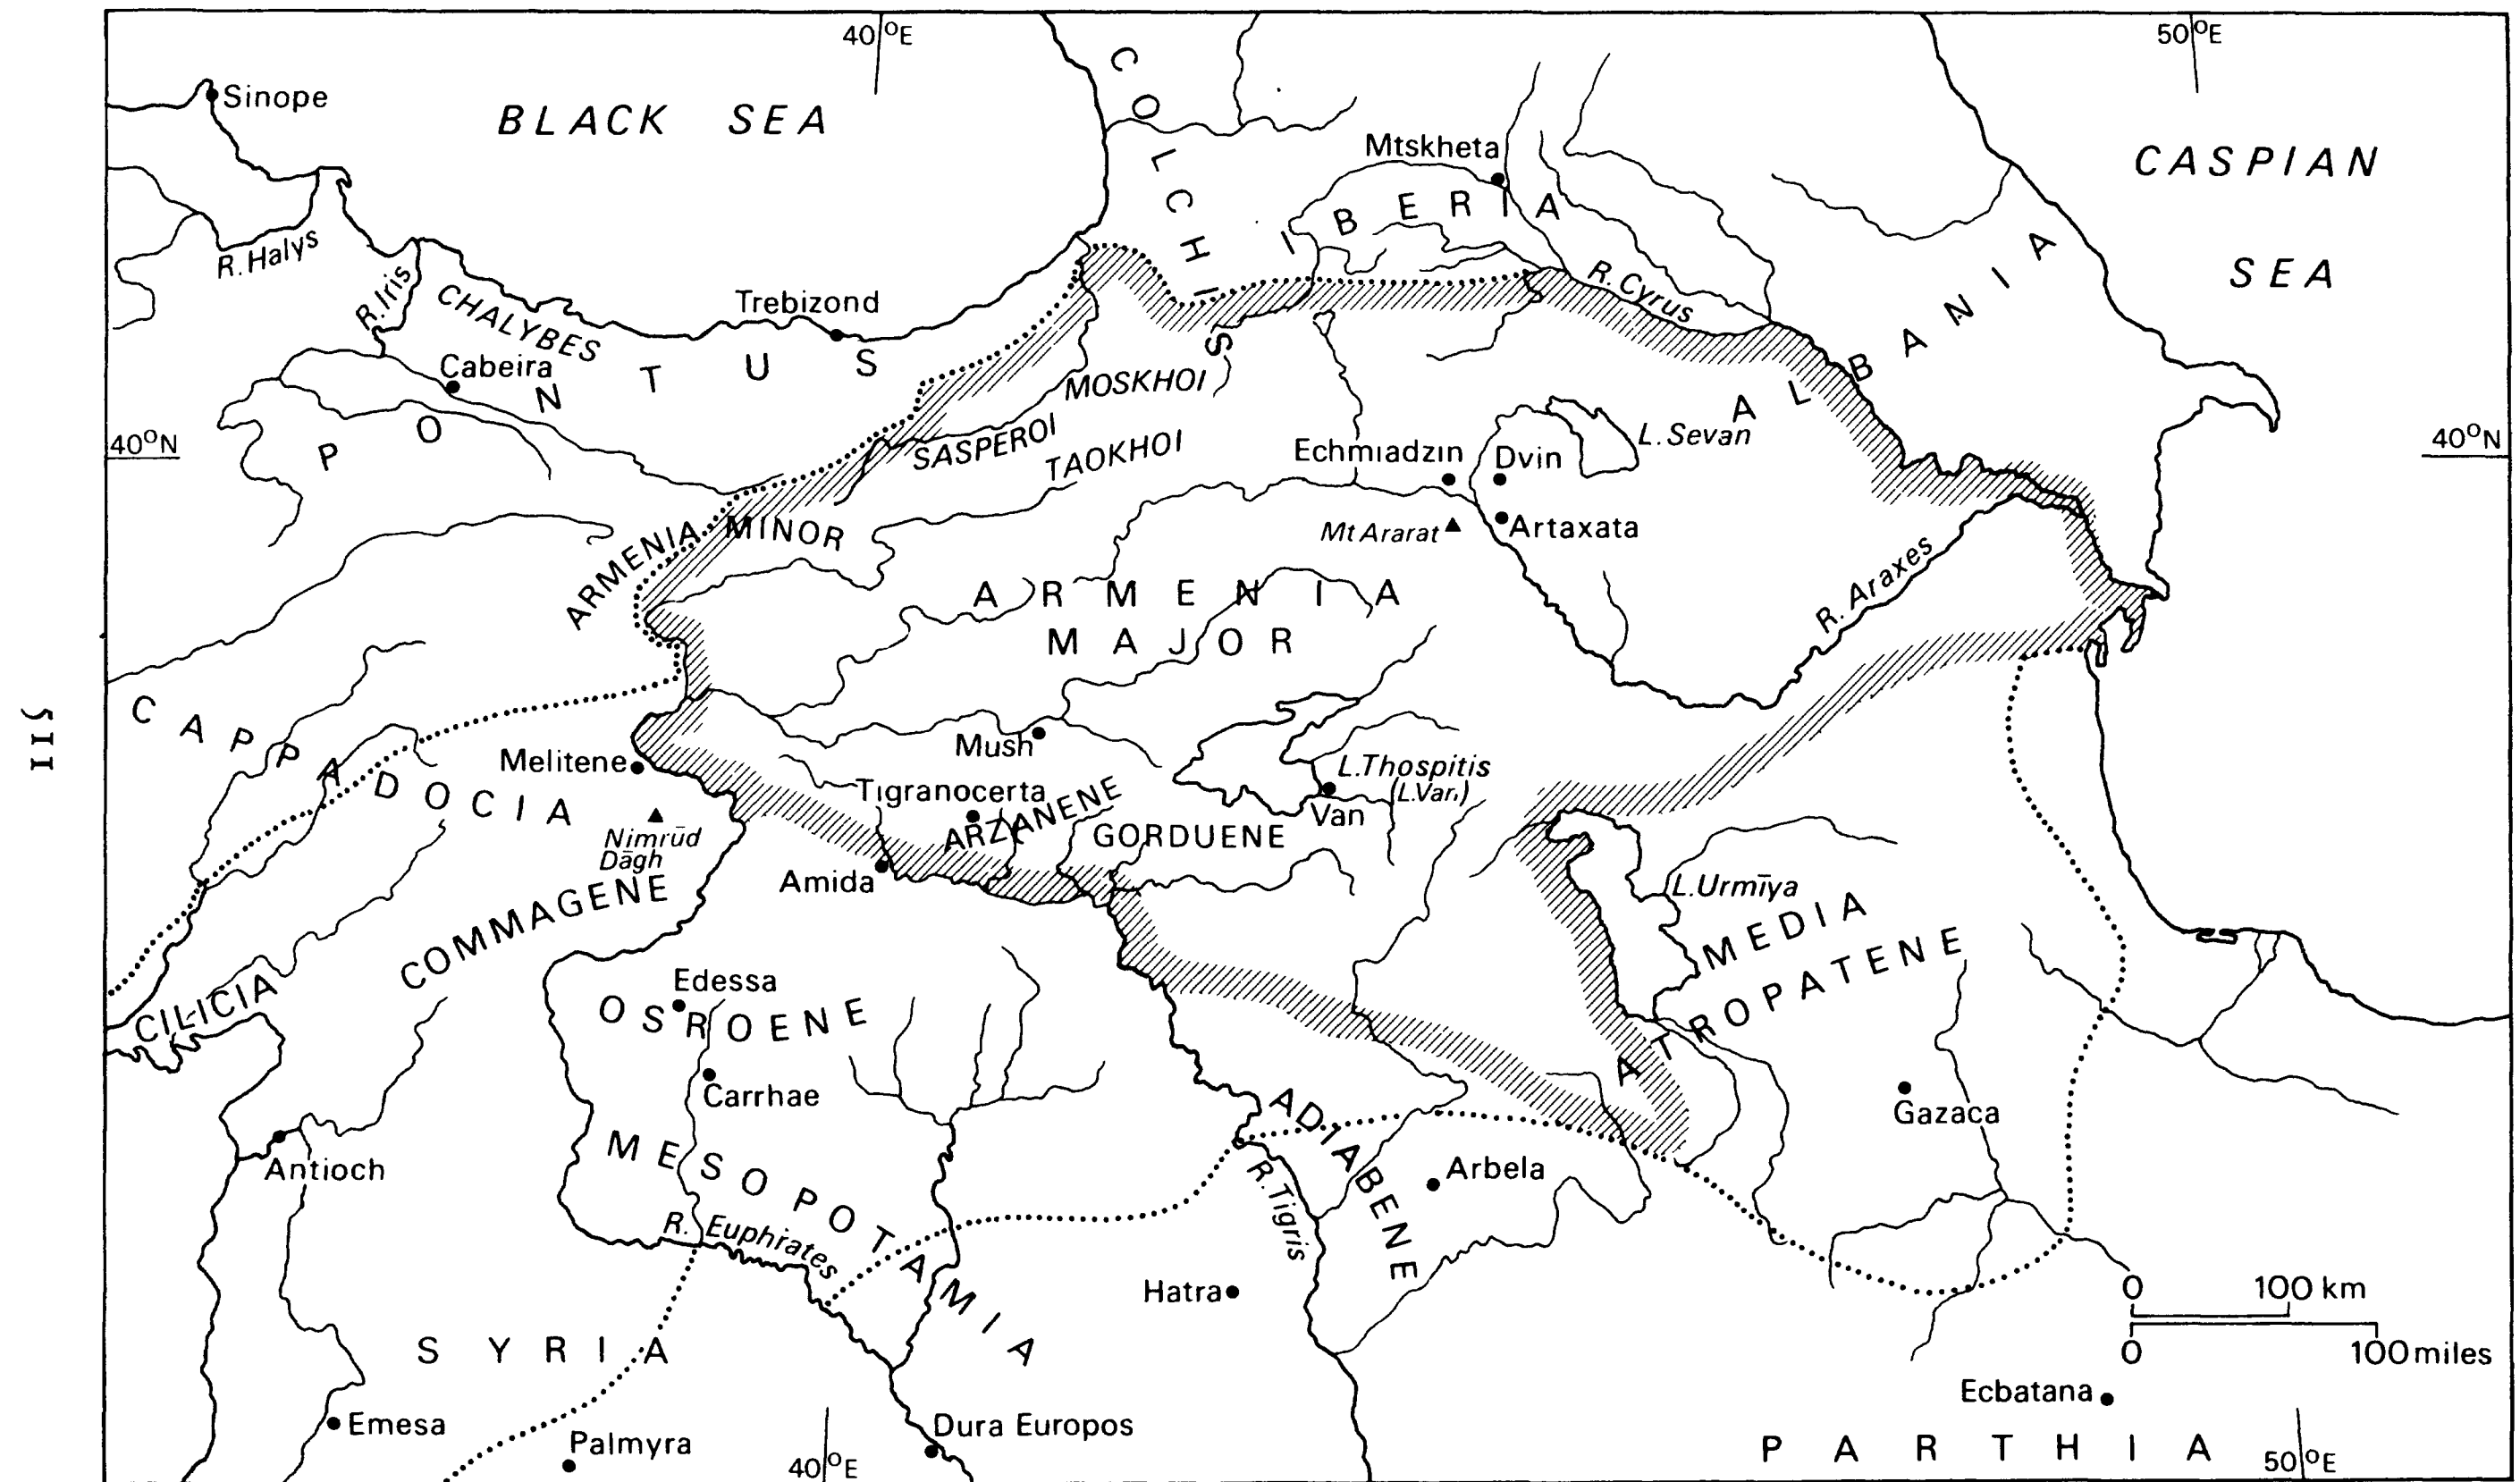 40°E
50°E
COLCHIS
Sinope
BLACK SEA
CASPIAN
SEA
Mtskheta
IBERIA
R. Halys
R. Iris
CHALYBES
Trebizond
R. Cyrus
ALBANIA
Cabeira
PONTUS
MOSKHOI
SASPEROI
TAOKHOI
40°N
40°N
L. Sevan
Echmiadzin
Dvin
Mt Ararat
Artaxata
ARMENIA MINOR
R. Araxes
ARMENIA
MAJOR
511
CAPPADOCIA
Melitene
Mush
L. Thospitis
(L. Van)
Van
Tigranocerta
ARZANENE
GORDUENE
Nimrūd
Dāgh
Amida
L. Urmīya
COMMAGENE
MEDIA
ATROPATENE
CILICIA
Edessa
OSROENE
Carrhae
Gazaca
ADIABENE
Antioch
MESOPOTAMIA
Arbela
R. Tigris
R. Euphrates
Hatra
0 100 km
0 100 miles
SYRIA
Ecbatana
Emesa
Dura Europos
Palmyra
PARTHIA
40°E
50°E